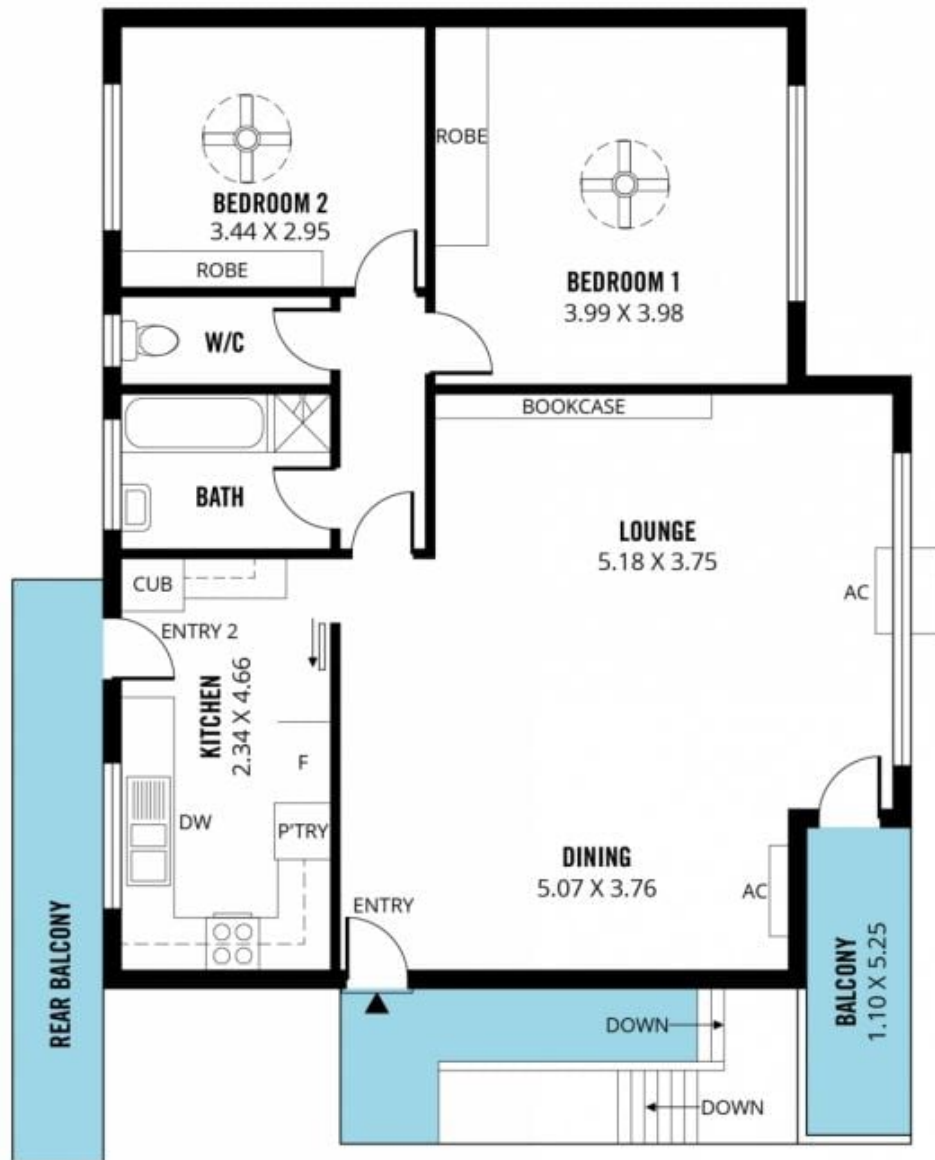 ROBE
BEDROOM 2
3.44 X 2.95
ROBE
BEDROOM 1
3.99 X 3.98
W/C
BOOKCASE
BATH
LOUNGE
5.18 X 3.75
CUB
AC
ENTRY 2
KITCHEN
2.34 X 4.66
F
DW
P'TRY
DINING
5.07 X 3.76
AC
ENTRY
REAR BALCONY
BALCONY
1.10 X 5.25
DOWN
DOWN